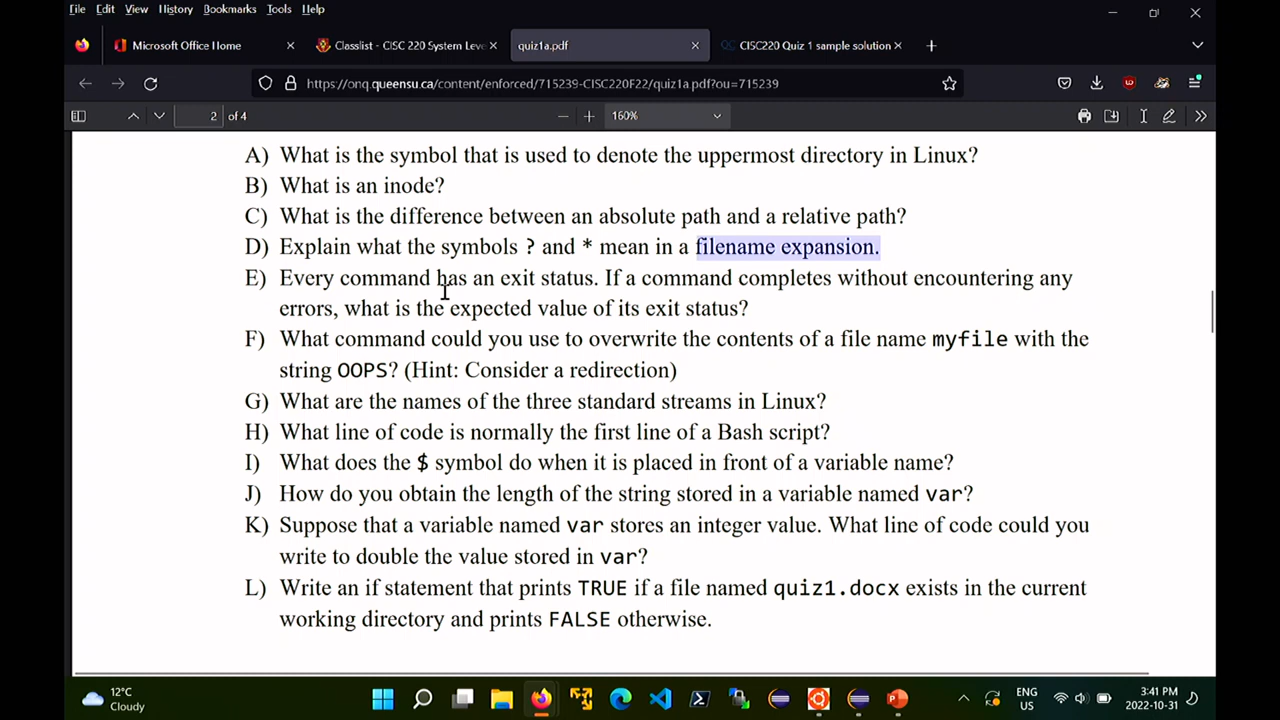 File Edit View History Bookmarks Tools Help
Microsoft Office Home
Classlist - CISC 220 System Leve
quiz1a.pdf
CISC220 Quiz 1 sample solution
https://onq.queensu.ca/content/enforced/715239-CISC220F22/quiz1a.pdf?ou=715239
2 of 4
160%
A) What is the symbol that is used to denote the uppermost directory in Linux?
B) What is an inode?
C) What is the difference between an absolute path and a relative path?
D) Explain what the symbols ? and * mean in a filename expansion.
E) Every command has an exit status. If a command completes without encountering any
errors, what is the expected value of its exit status?
F) What command could you use to overwrite the contents of a file name myfile with the
string OOPS? (Hint: Consider a redirection)
G) What are the names of the three standard streams in Linux?
H) What line of code is normally the first line of a Bash script?
I) What does the $ symbol do when it is placed in front of a variable name?
J) How do you obtain the length of the string stored in a variable named var?
K) Suppose that a variable named var stores an integer value. What line of code could you
write to double the value stored in var?
L) Write an if statement that prints TRUE if a file named quiz1.docx exists in the current
working directory and prints FALSE otherwise.
12°C
Cloudy
ENG
US
3:41 PM
2022-10-31